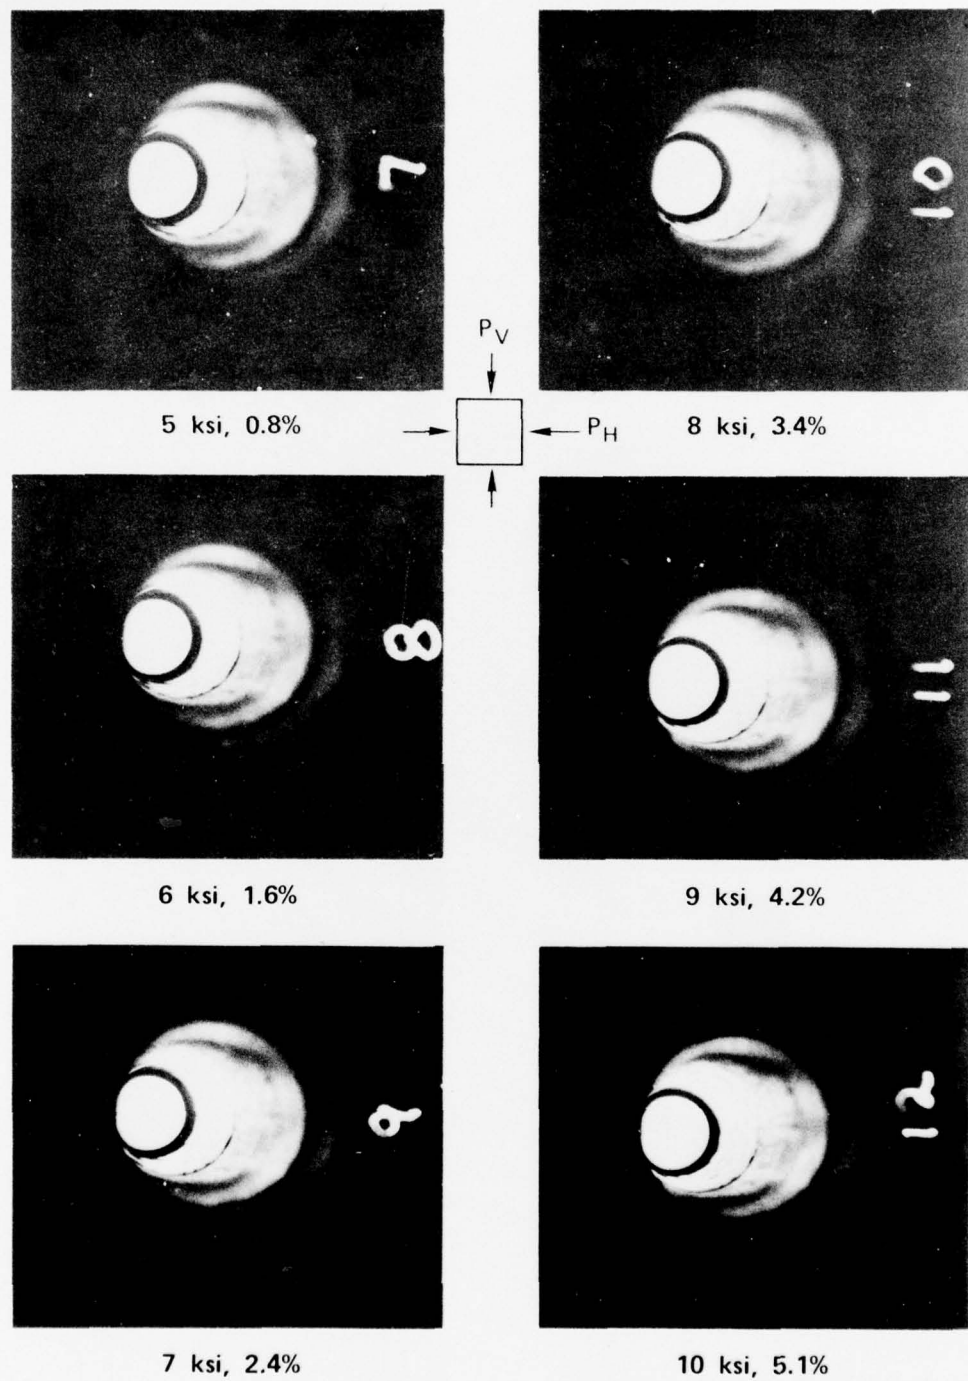 7
10
P_V
5 ksi, 0.8%
P_H
8 ksi, 3.4%
8
11
6 ksi, 1.6%
9 ksi, 4.2%
9
12
7 ksi, 2.4%
10 ksi, 5.1%